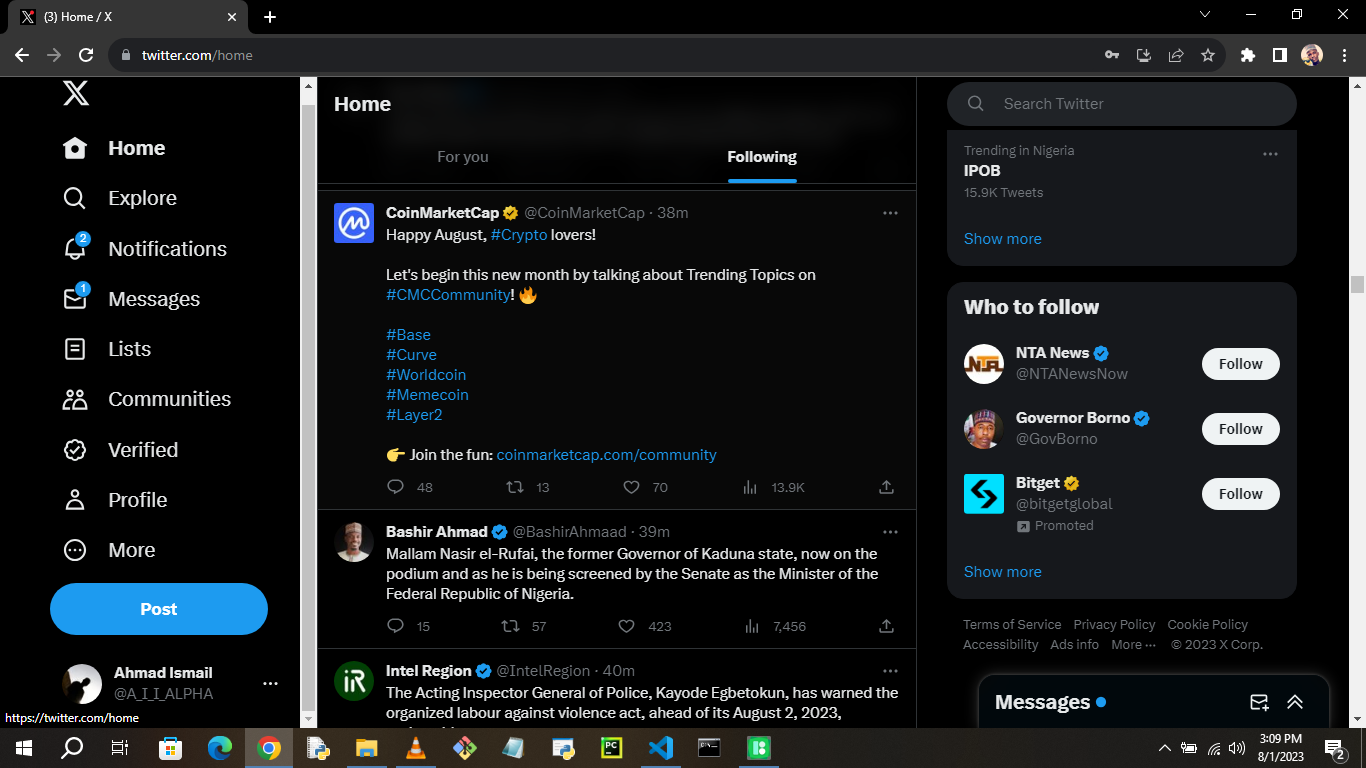 (3) Home / X
twitter.com/home
Home
Explore
2
Notifications
1
Messages
Lists
Communities
Verified
Profile
More
Post
Ahmad Ismail
@A_I_I_ALPHA
https://twitter.com/home
Home
For you
Following
CoinMarketCap @CoinMarketCap · 38m
Happy August, #Crypto lovers!
Let's begin this new month by talking about Trending Topics on
#CMCCommunity! 🔥
#Base
#Curve
#Worldcoin
#Memecoin
#Layer2
👉 Join the fun: coinmarketcap.com/community
48 13 70 13.9K
Bashir Ahmad @BashirAhmaad · 39m
Mallam Nasir el-Rufai, the former Governor of Kaduna state, now on the
podium and as he is being screened by the Senate as the Minister of the
Federal Republic of Nigeria.
15 57 423 7,456
iR
Intel Region @IntelRegion · 40m
The Acting Inspector General of Police, Kayode Egbetokun, has warned the
organized labour against violence act, ahead of its August 2, 2023,
Search Twitter
Trending in Nigeria
IPOB
15.9K Tweets
Show more
Who to follow
NTA
NTA News
@NTANewsNow
Follow
Governor Borno
@GovBorno
Follow
Bitget
@bitgetglobal
Promoted
Follow
Show more
Terms of Service Privacy Policy Cookie Policy
Accessibility Ads info More ··· © 2023 X Corp.
Messages
PC
3:09 PM
8/1/2023
2